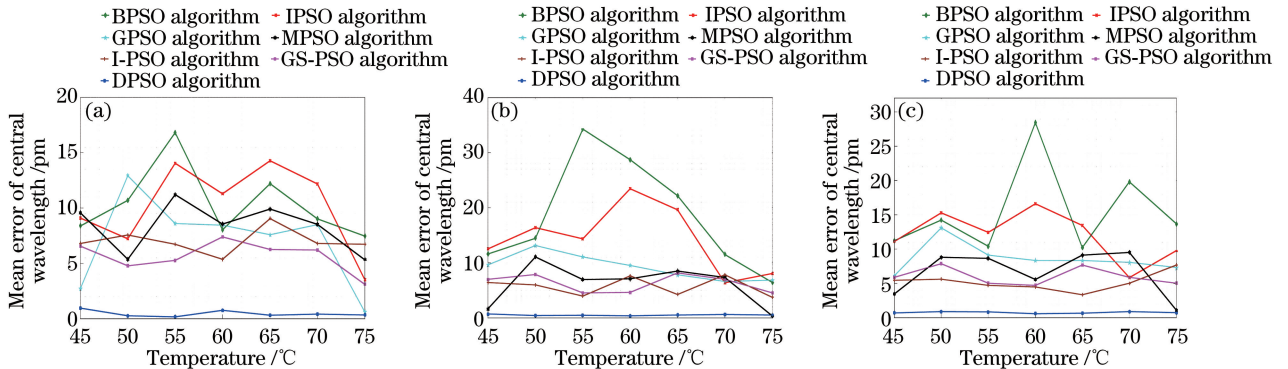 BPSO algorithm
IPSO algorithm
GPSO algorithm
MPSO algorithm
I-PSO algorithm
GS-PSO algorithm
DPSO algorithm
(a)
20
15
10
5
0
45 50 55 60 65 70 75
Mean error of central
wavelength /pm
Temperature /℃
BPSO algorithm
IPSO algorithm
GPSO algorithm
MPSO algorithm
I-PSO algorithm
GS-PSO algorithm
DPSO algorithm
(b)
40
30
20
10
0
45 50 55 60 65 70 75
Mean error of central
wavelength /pm
Temperature /℃
BPSO algorithm
IPSO algorithm
GPSO algorithm
MPSO algorithm
I-PSO algorithm
GS-PSO algorithm
DPSO algorithm
(c)
30
25
20
15
10
5
0
45 50 55 60 65 70 75
Mean error of central
wavelength /pm
Temperature /℃